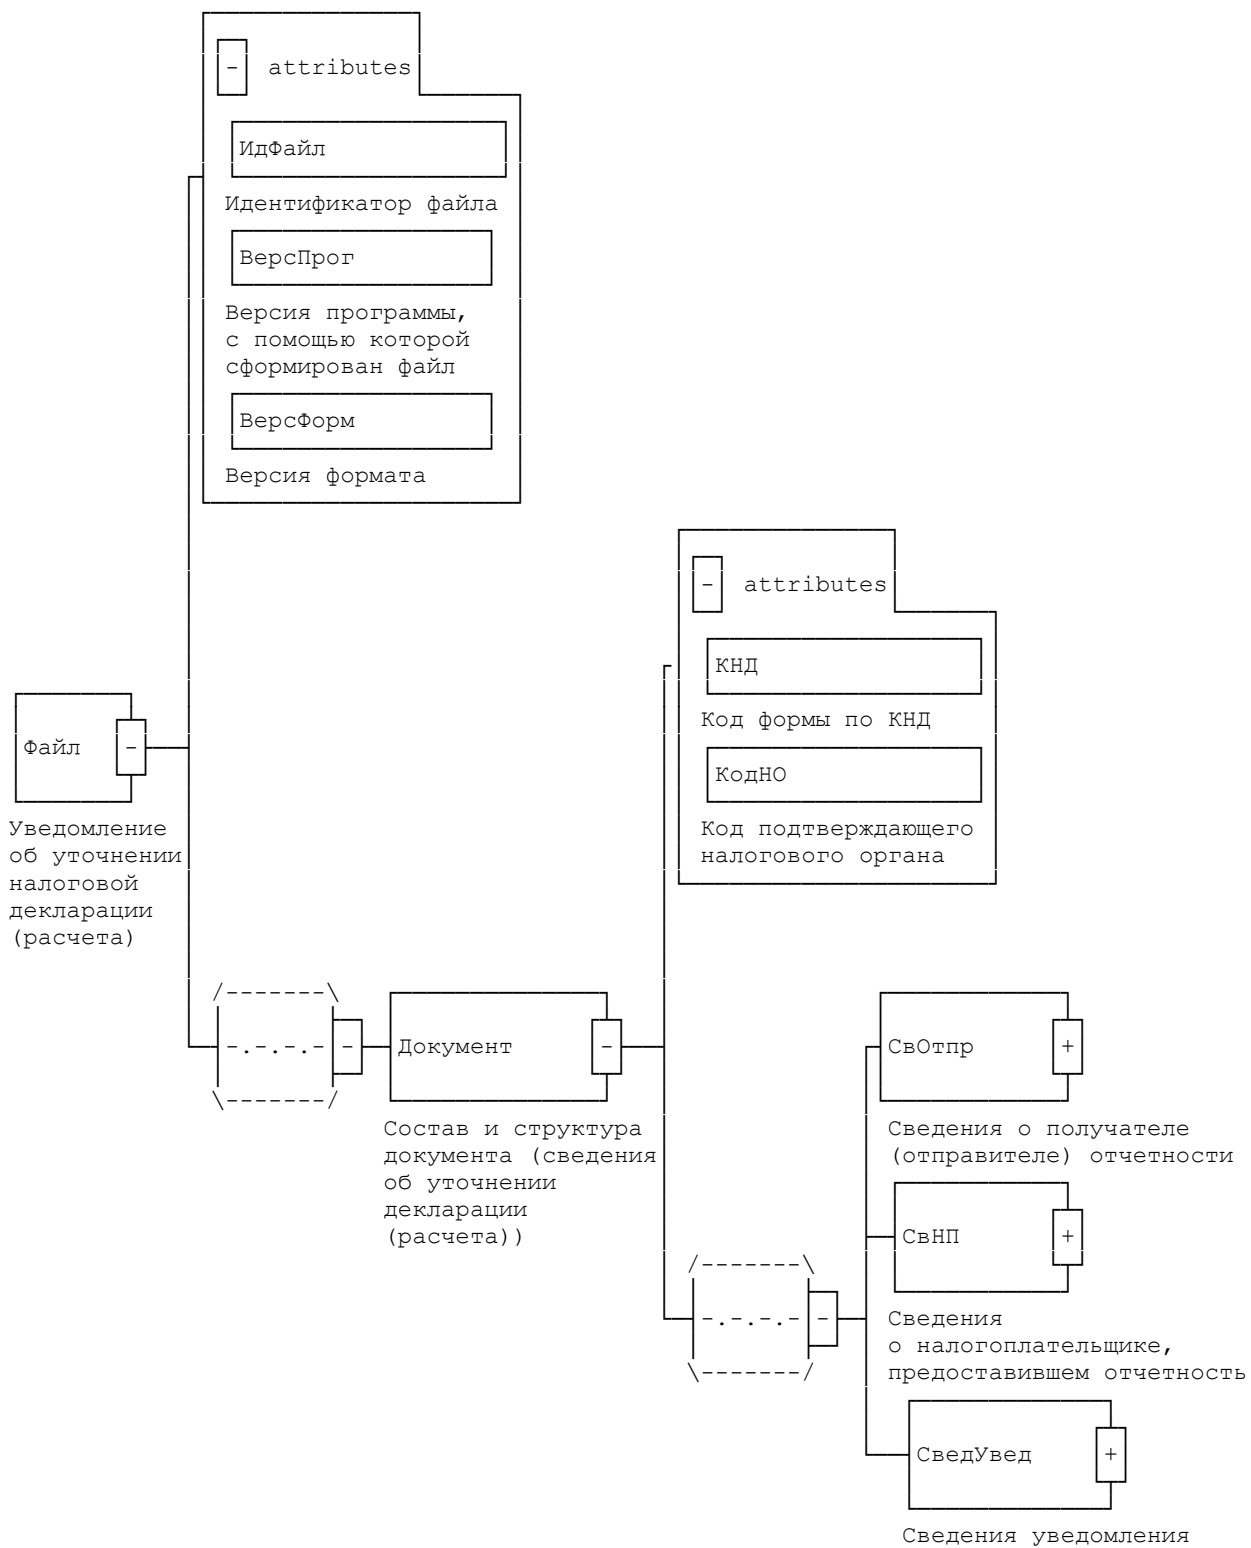 - attributes
ИдФайл
Идентификатор файла
ВерсПрог
Версия программы,
с помощью которой
сформирован файл
ВерсФорм
Версия формата
- attributes
КНД
Код формы по КНД
КодНО
Код подтверждающего
налогового органа
Файл -
Уведомление
об уточнении
налоговой
декларации
(расчета)
/-------\
-.-.-.- -
\-------/
Документ -
Состав и структура
документа (сведения
об уточнении
декларации
(расчета))
/-------\
-.-.-.- -
\-------/
СвОтпр +
Сведения о получателе
(отправителе) отчетности
СвНП +
Сведения
о налогоплательщике,
предоставившем отчетность
СведУвед +
Сведения уведомления